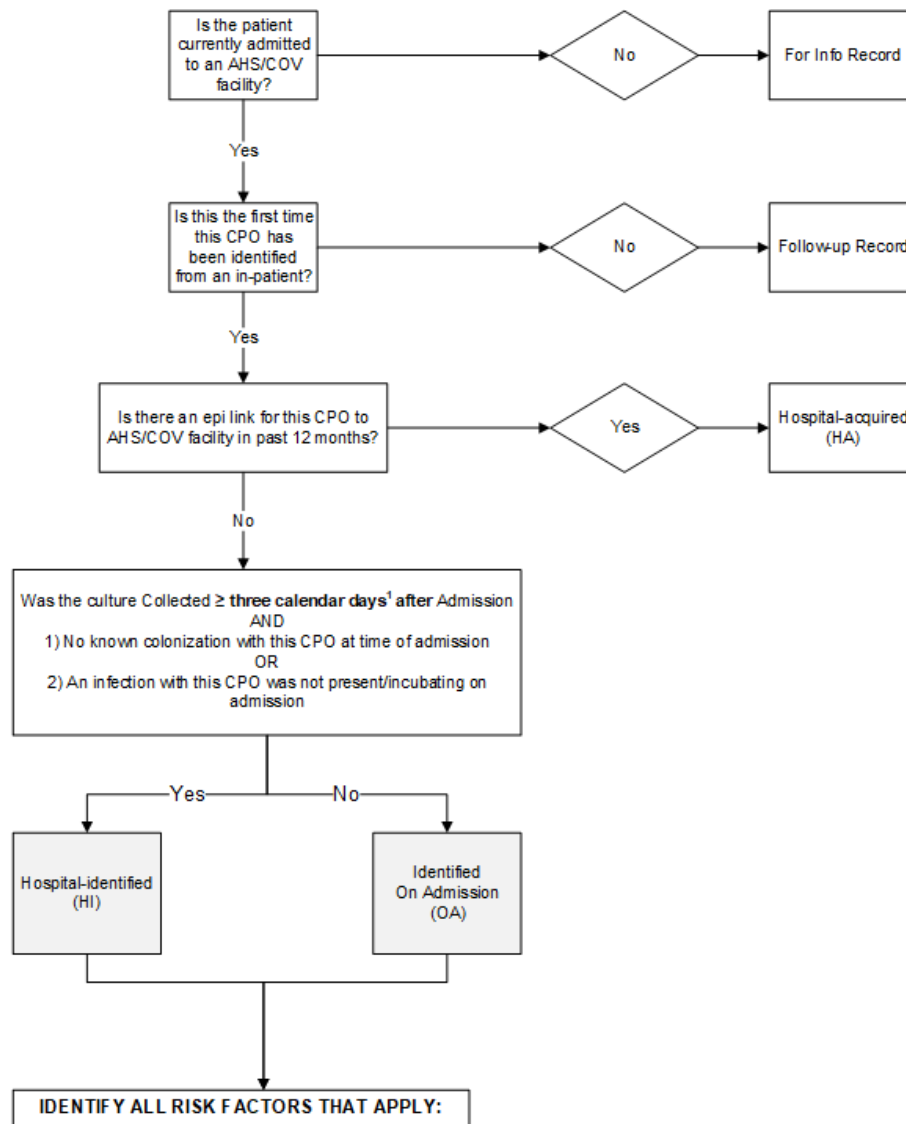 Is the patient
currently admitted
to an AHS/COV
facility?
No
For Info Record
Yes
Is this the first time
this CPO has
been identified
from an in-patient?
No
Follow-up Record
Yes
Is there an epi link for this CPO to
AHS/COV facility in past 12 months?
Yes
Hospital-acquired
(HA)
No
Was the culture Collected ≥ three calendar days¹ after Admission
AND
1) No known colonization with this CPO at time of admission
OR
2) An infection with this CPO was not present/incubating on
admission
Yes
No
Hospital-identified
(HI)
Identified
On Admission
(OA)
IDENTIFY ALL RISK FACTORS THAT APPLY: